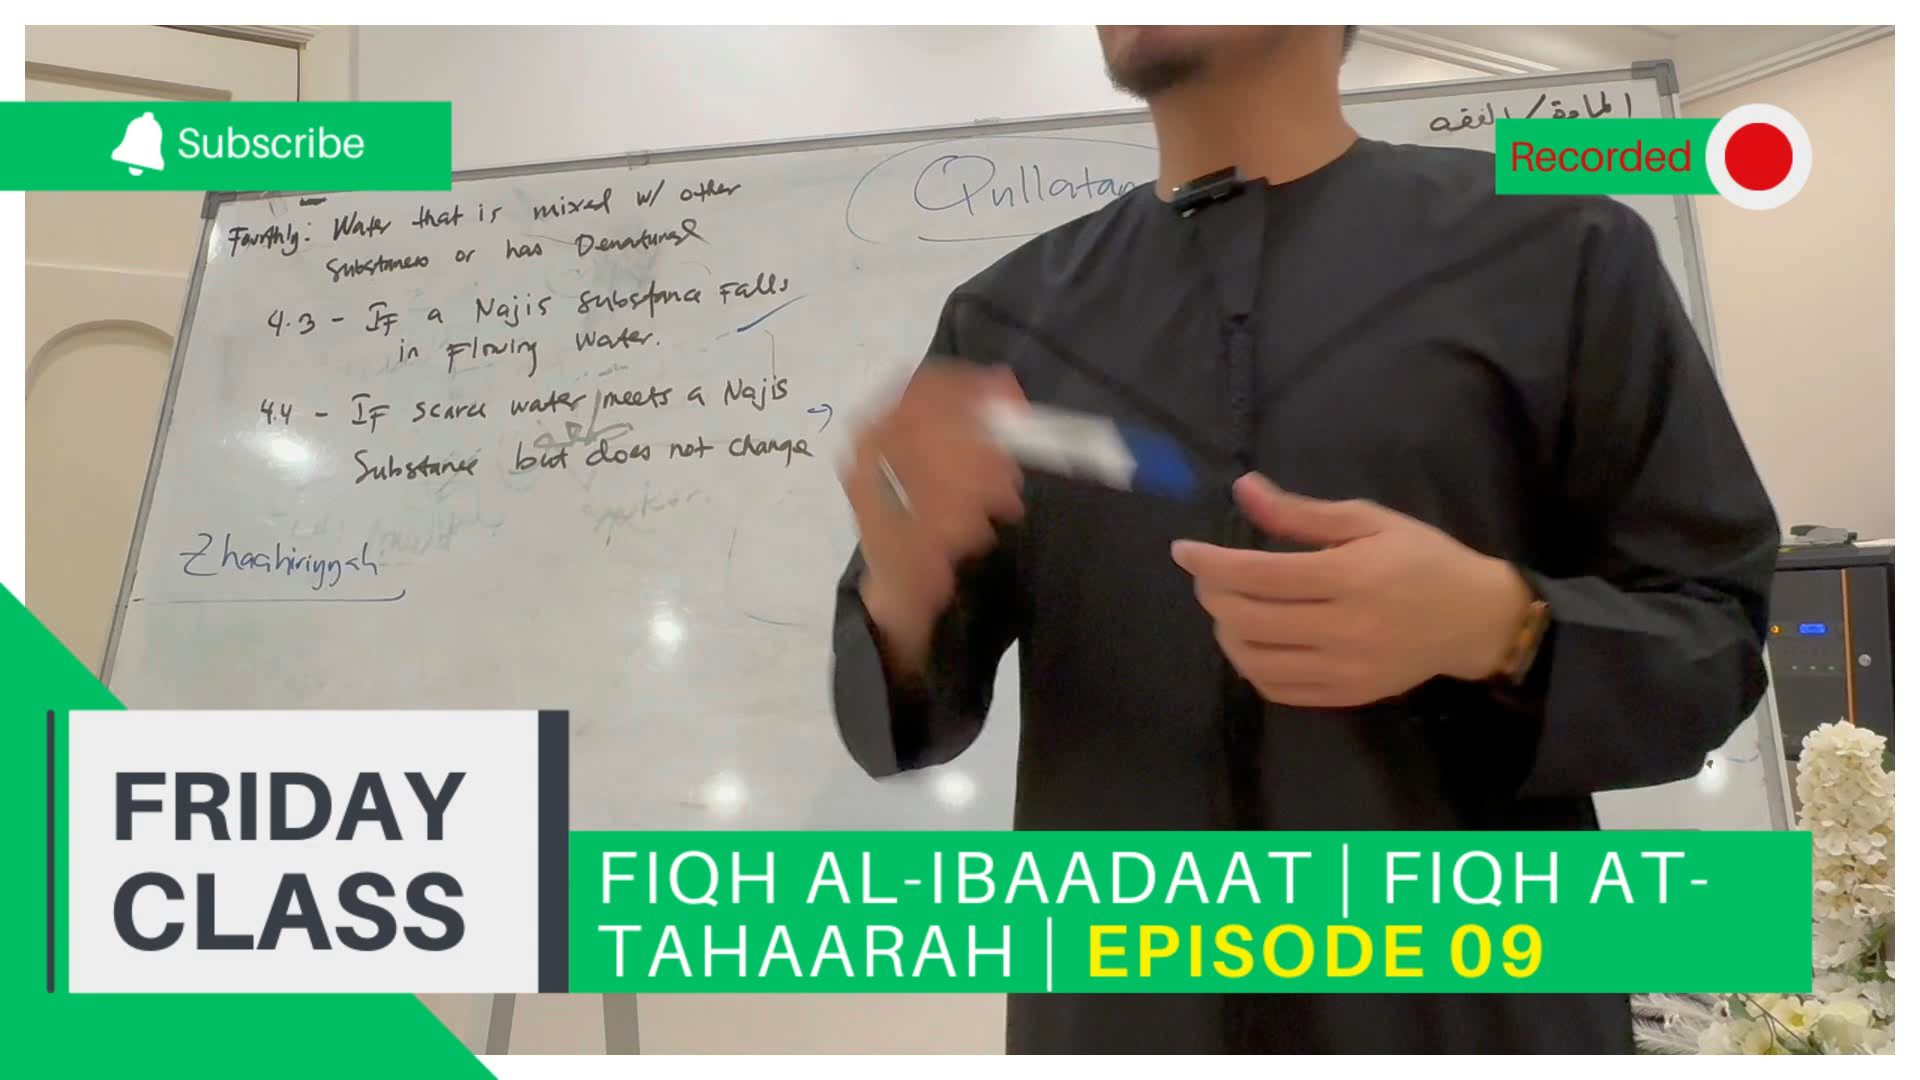 Subscribe
المادة/الفقه
Recorded
Qullatan
Fourthly: Water that is mixed w/ other
substances or has Denatured
4.3 - IF a Najis substance Falls
in Flowing Water.
4.4 - IF scarce water meets a Najis
Substance but does not change
Zhaahiriyyah
FRIDAY
CLASS
FIQH AL-IBAADAAT | FIQH AT-
TAHAARAH | EPISODE 09